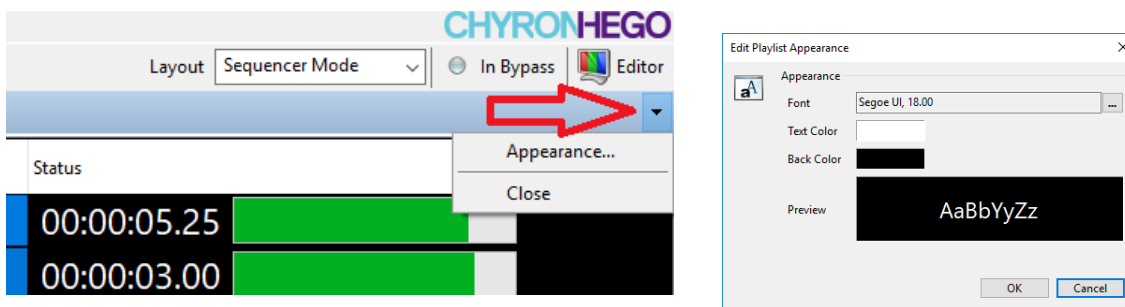 CHYRONHEGO
Layout Sequencer Mode In Bypass Editor
Appearance...
Close
Status
00:00:05.25
00:00:03.00
Edit Playlist Appearance
Appearance
aA
Font Segoe UI, 18.00 ...
Text Color
Back Color
Preview AaBbYyZz
OK Cancel